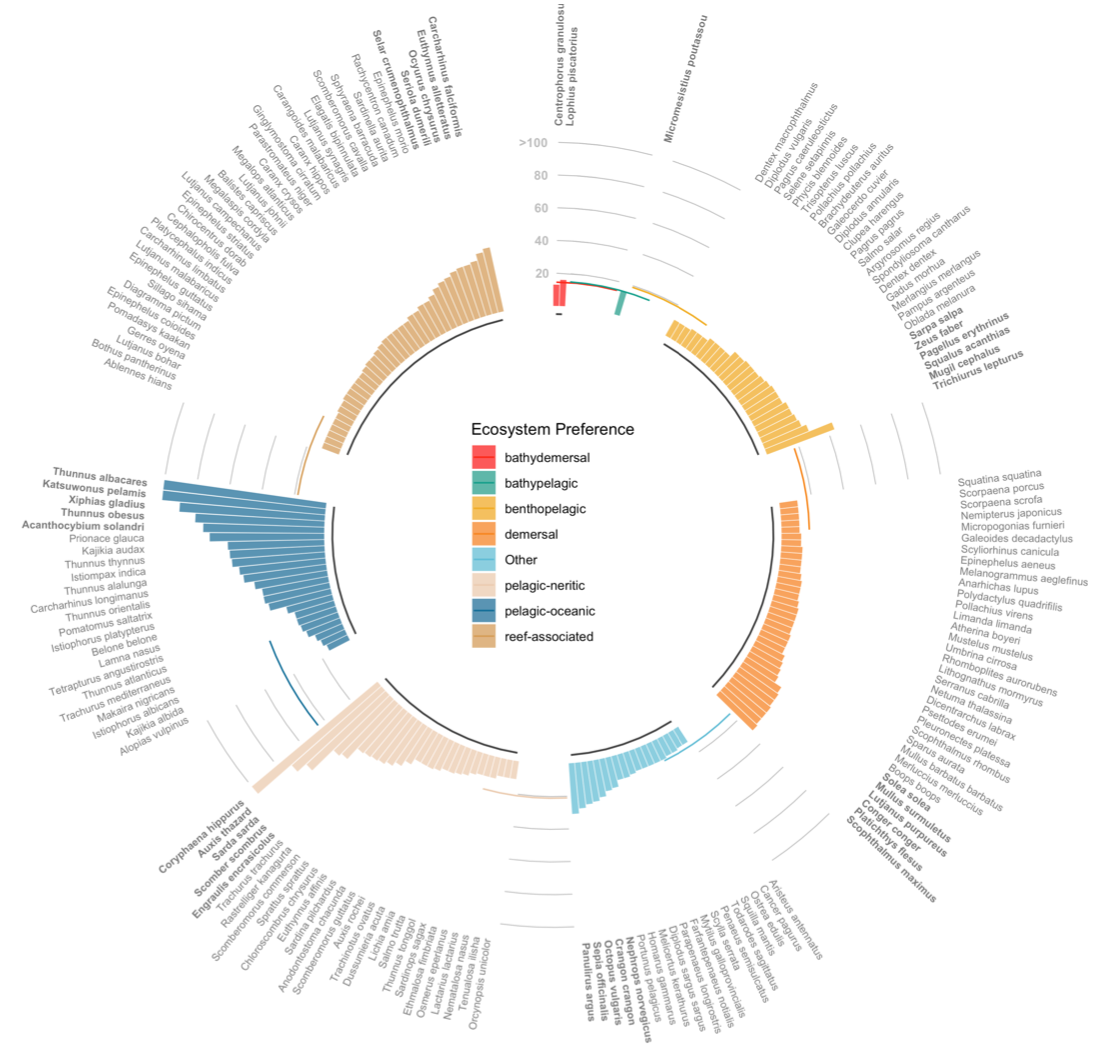 Centrophorus granulosu
Lophius piscatorius
Micromesistius poutassou
Dentex macrophthalmus
Diplodus vulgaris
Pagrus caeruleostictus
Selene setapinnis
Phycis blennoides
Trisopterus luscus
Pollachius pollachius
Brachydeuterus auritus
Galeocerdo cuvier
Diplodus annularis
Clupea harengus
Pagrus pagrus
Salmo salar
Argyrosomus regius
Spondyliosoma cantharus
Dentex dentex
Gadus morhua
Merlangius merlangus
Pampus argenteus
Oblada melanura
Sarpa salpa
Zeus faber
Pagellus erythrinus
Squalus acanthias
Mugil cephalus
Trichiurus lepturus
Squatina squatina
Scorpaena porcus
Scorpaena scrofa
Nemipterus japonicus
Micropogonias furnieri
Galeoides decadactylus
Scyliorhinus canicula
Epinephelus aeneus
Melanogrammus aeglefinus
Anarhichas lupus
Polydactylus quadrifilis
Pollachius virens
Limanda limanda
Atherina boyeri
Mustelus mustelus
Umbrina cirrosa
Rhomboplites aurorubens
Lithognathus mormyrus
Serranus cabrilla
Netuma thalassina
Dicentrarchus labrax
Psettodes erumei
Pleuronectes platessa
Scophthalmus rhombus
Sparus aurata
Mullus barbatus barbatus
Merluccius merluccius
Boops boops
Solea solea
Mullus surmuletus
Lutjanus purpureus
Conger conger
Platichthys flesus
Scophthalmus maximus
Aristeus antennatus
Cancer pagurus
Ostrea edulis
Squilla mantis
Todarodes sagittatus
Penaeus semisulcatus
Scylla serrata
Mytilus galloprovincialis
Farfantepenaeus notialis
Parapenaeus longirostris
Diplodus sargus sargus
Melicertus kerathurus
Homarus gammarus
Portunus pelagicus
Nephrops norvegicus
Crangon crangon
Octopus vulgaris
Sepia officinalis
Panulirus argus
Orcynopsis unicolor
Tenualosa ilisha
Nematalosa nasus
Lactarius lactarius
Osmerus eperlanus
Ethmalosa fimbriata
Sardinops sagax
Thunnus tonggol
Salmo trutta
Lichia amia
Dussumieria acuta
Trachinotus ovatus
Auxis rochei
Scomberomorus guttatus
Anodontostoma chacunda
Sardina pilchardus
Euthynnus affinis
Chloroscombrus chrysurus
Sprattus sprattus
Scomberomorus commerson
Rastrelliger kanagurta
Trachurus trachurus
Engraulis encrasicolus
Scomber scombrus
Sarda sarda
Auxis thazard
Coryphaena hippurus
Alopias vulpinus
Kajikia albida
Istiophorus albicans
Makaira nigricans
Trachurus mediterraneus
Thunnus atlanticus
Tetrapturus angustirostris
Lamna nasus
Belone belone
Istiophorus platypterus
Pomatomus saltatrix
Thunnus orientalis
Carcharhinus longimanus
Thunnus alalunga
Istiompax indica
Thunnus thynnus
Kajikia audax
Prionace glauca
Acanthocybium solandri
Thunnus obesus
Xiphias gladius
Katsuwonus pelamis
Thunnus albacares
Ablennes hians
Bothus pantherinus
Lutjanus bohar
Gerres oyena
Pomadasys kaakan
Epinephelus coioides
Diagramma pictum
Sillago sihama
Epinephelus guttatus
Lutjanus malabaricus
Carcharhinus limbatus
Platycephalus indicus
Cephalopholis fulva
Chirocentrus dorab
Epinephelus striatus
Lutjanus campechanus
Megalaspis cordyla
Balistes capriscus
Lutjanus johnii
Megalops atlanticus
Caranx crysos
Parastromateus niger
Ginglymostoma cirratum
Caranx hippos
Carangoides malabaricus
Lutjanus synagris
Elagatis bipinnulata
Scomberomorus cavalla
Sphyraena barracuda
Sardinella aurita
Rachycentron canadum
Epinephelus morio
Selar crumenophthalmus
Seriola dumerili
Ocyurus chrysurus
Euthynnus alletteratus
Carcharhinus falciformis
>100
80
60
40
20
Ecosystem Preference
bathydemersal
bathypelagic
benthopelagic
demersal
Other
pelagic-neritic
pelagic-oceanic
reef-associated